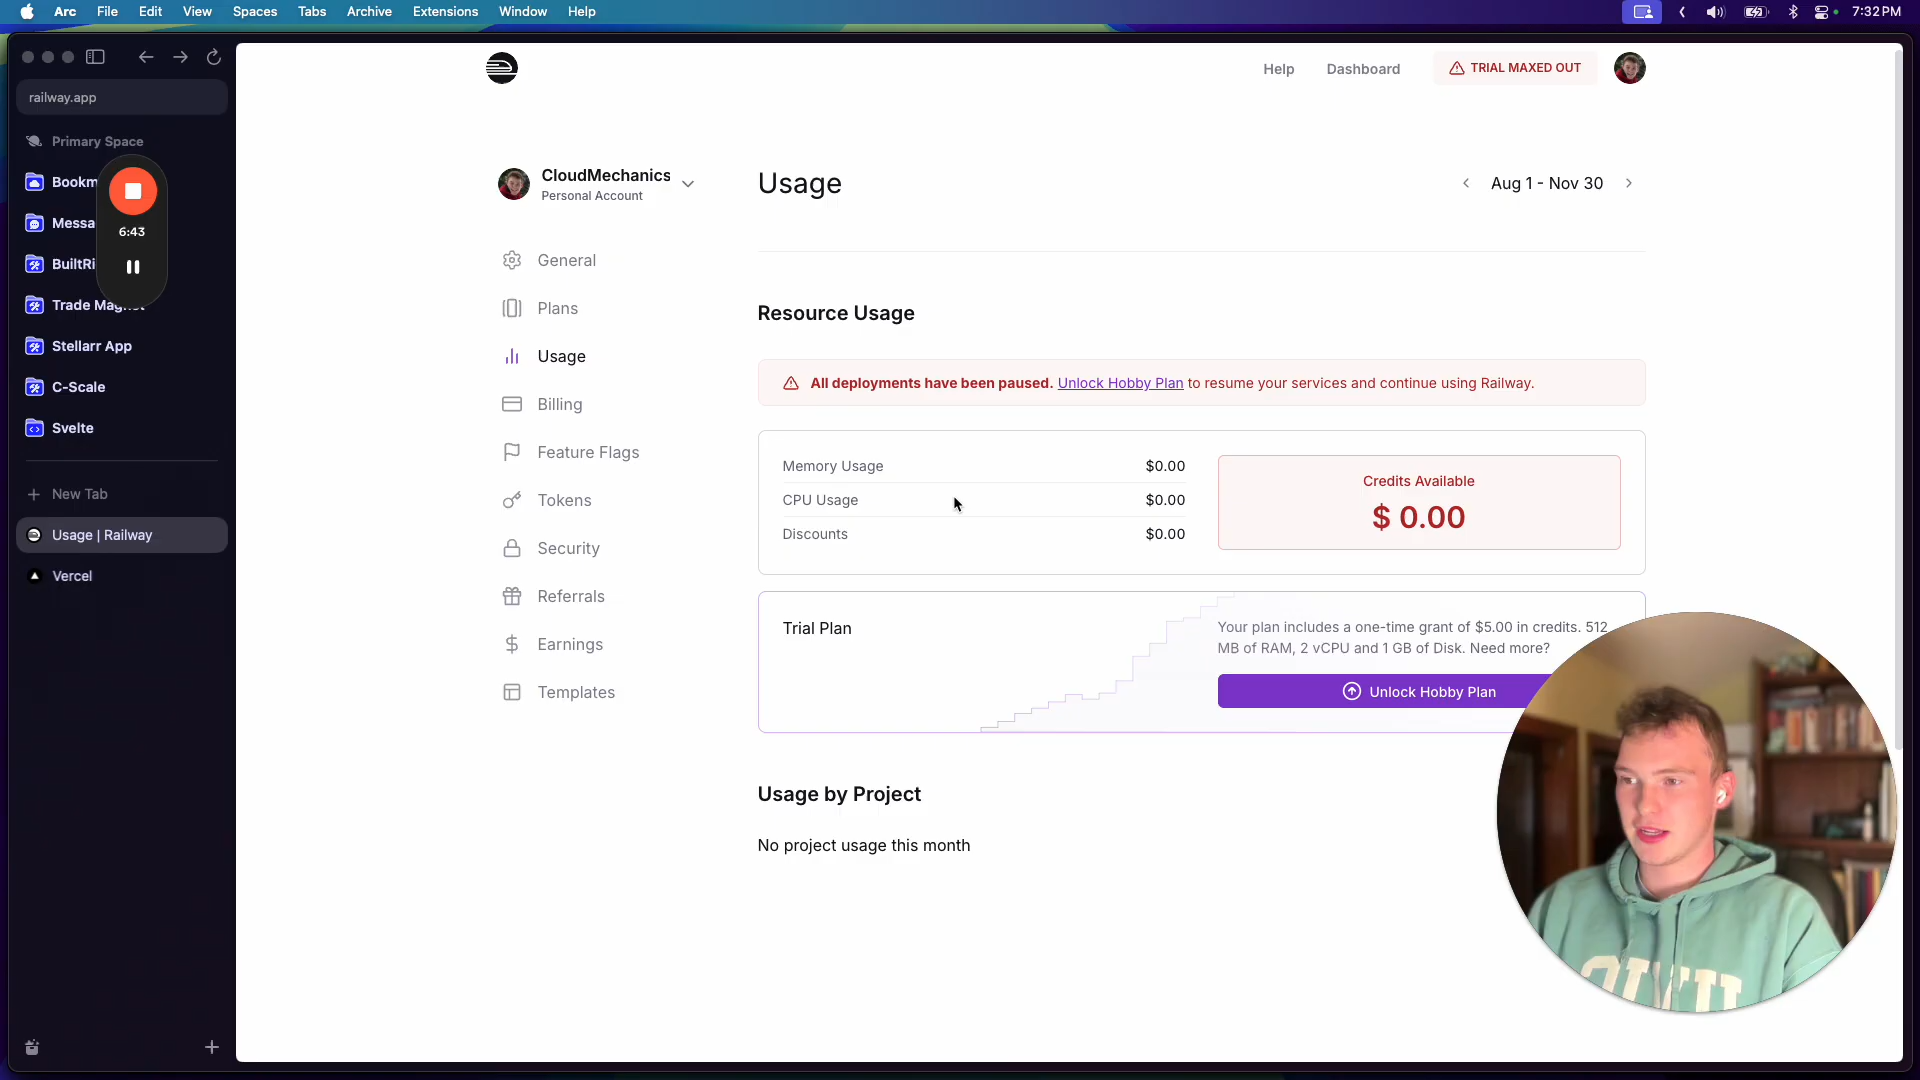 Arc File Edit View Spaces Tabs Archive Extensions Window Help 7:32 PM
railway.app
Primary Space
Bookm
Messa
6:43
BuiltRi
Trade Magnet
Stellarr App
C-Scale
Svelte
New Tab
Usage | Railway
Vercel
Help Dashboard TRIAL MAXED OUT
CloudMechanics
Personal Account
General
Plans
Usage
Billing
Feature Flags
Tokens
Security
Referrals
Earnings
Templates
Usage
Aug 1 - Nov 30
Resource Usage
All deployments have been paused. Unlock Hobby Plan to resume your services and continue using Railway.
Memory Usage $0.00
CPU Usage $0.00
Discounts $0.00
Credits Available
$ 0.00
Trial Plan
Your plan includes a one-time grant of $5.00 in credits. 512
MB of RAM, 2 vCPU and 1 GB of Disk. Need more?
Unlock Hobby Plan
Usage by Project
No project usage this month